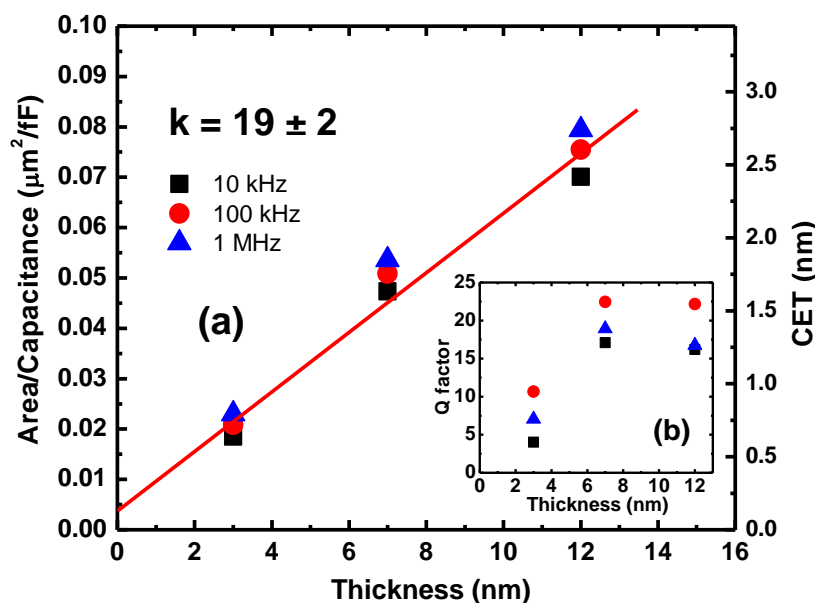 0.10
0.09
0.08
0.07
0.06
0.05
0.04
0.03
0.02
0.01
0.00
Area/Capacitance (μm²/fF)
k = 19 ± 2
10 kHz
100 kHz
1 MHz
(a)
0 2 4 6 8 10 12 14 16
Thickness (nm)
3.0
2.5
2.0
1.5
1.0
0.5
0.0
CET (nm)
25
20
15
10
5
0
Q factor
(b)
0 2 4 6 8 10 12
Thickness (nm)